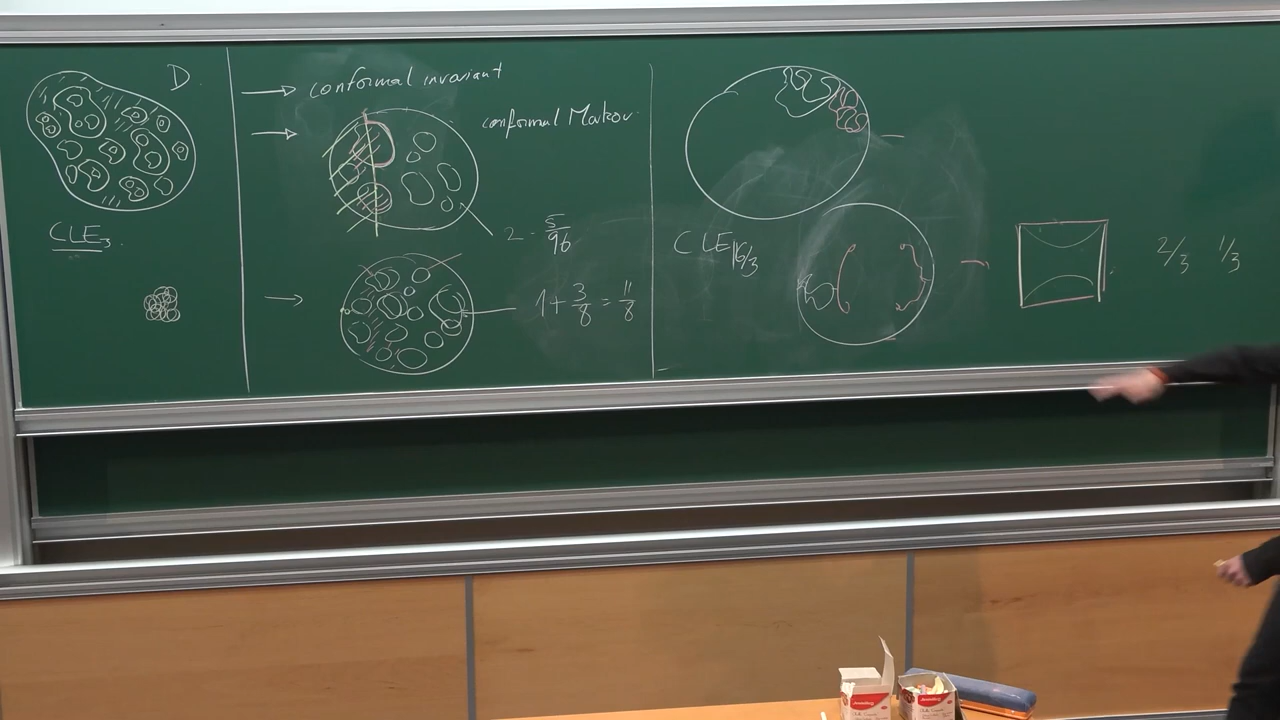 D.
CLE₃.
→ conformal invariant
→ conformal Markov.
2 - 5/96
→ 1 + 3/8 = 11/8
CLE₁₆/₃
2/3 1/3